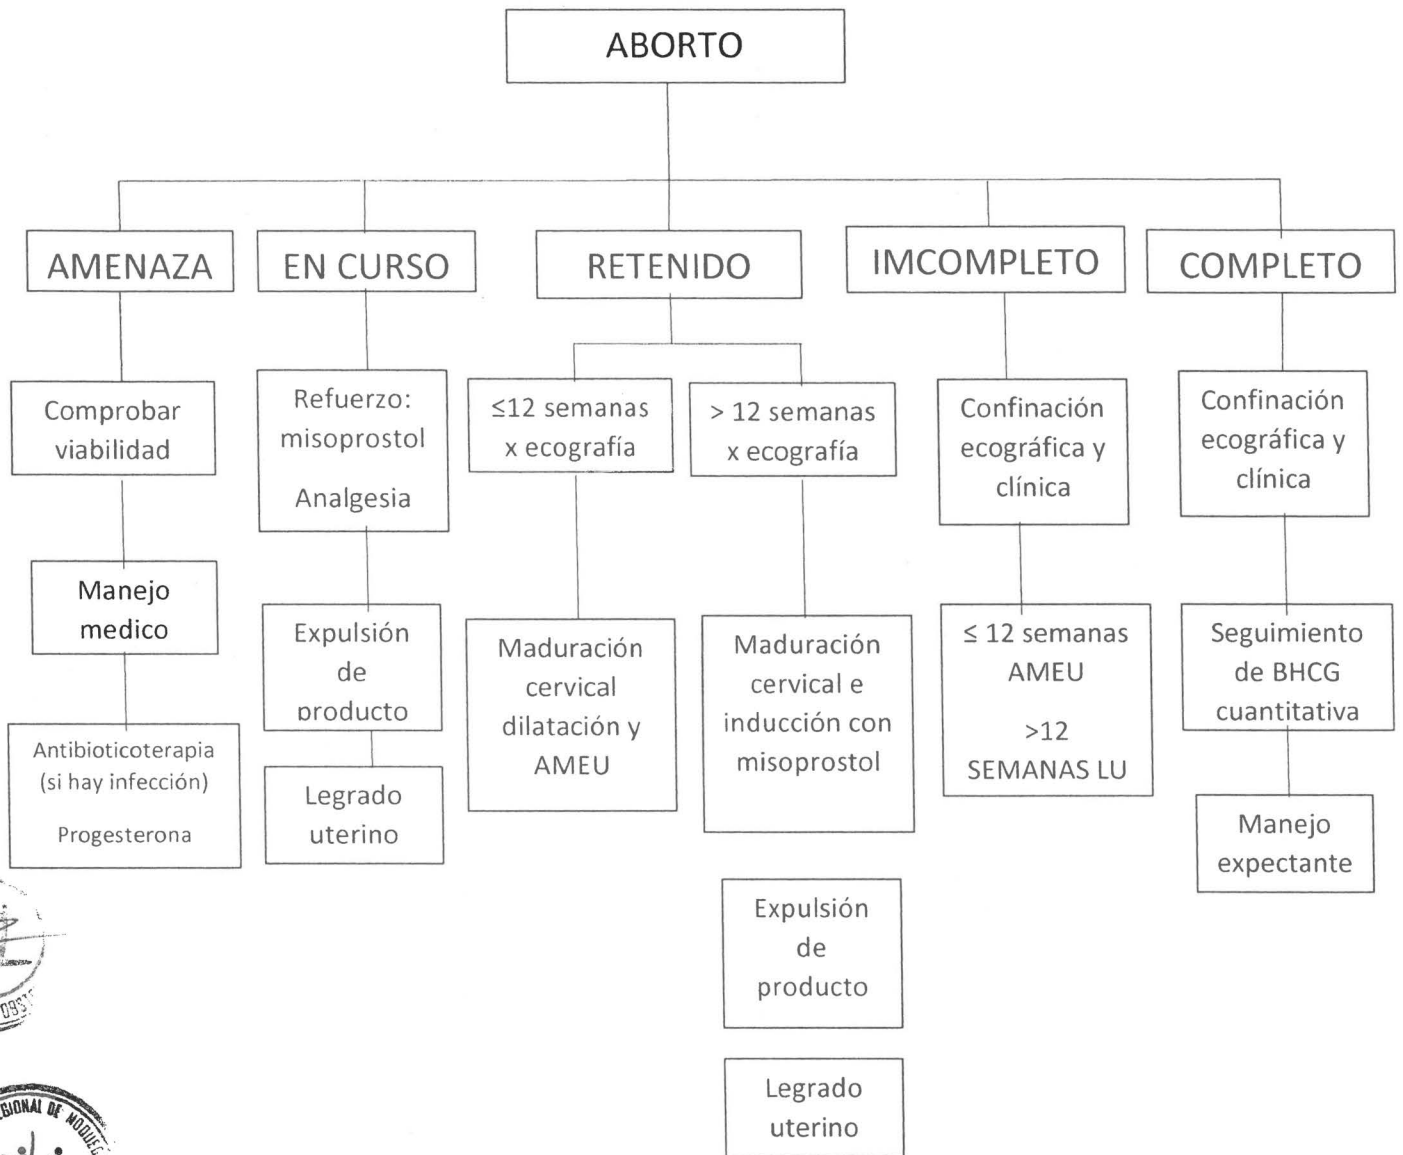 ABORTO
AMENAZA
EN CURSO
RETENIDO
IMCOMPLETO
COMPLETO
Comprobar
viabilidad
Manejo
medico
Antibioticoterapia
(si hay infección)
Progesterona
Refuerzo:
misoprostol
Analgesia
Expulsión
de
producto
Legrado
uterino
≤12 semanas
x ecografía
Maduración
cervical
dilatación y
AMEU
> 12 semanas
x ecografía
Maduración
cervical e
inducción con
misoprostol
Expulsión
de
producto
Legrado
uterino
Confinación
ecográfica y
clínica
≤ 12 semanas
AMEU
>12
SEMANAS LU
Confinación
ecográfica y
clínica
Seguimiento
de BHCG
cuantitativa
Manejo
expectante